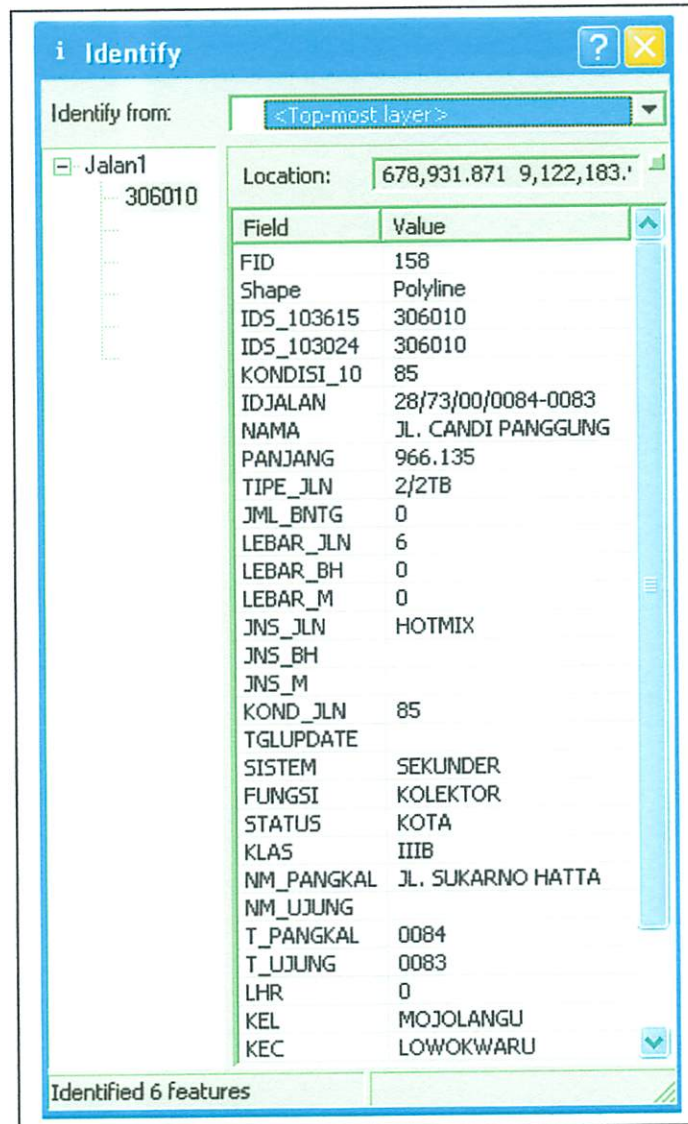 i Identify ?
Identify from: <Top-most layer>
Jalan1
306010
Location: 678,931.871 9,122,183.
Field Value
FID 158
Shape Polyline
IDS_103615 306010
IDS_103024 306010
KONDISI_10 85
IDJALAN 28/73/00/0084-0083
NAMA JL. CANDI PANGGUNG
PANJANG 966.135
TIPE_JLN 2/2TB
JML_BNTG 0
LEBAR_JLN 6
LEBAR_BH 0
LEBAR_M 0
JNS_JLN HOTMIX
JNS_BH
JNS_M
KOND_JLN 85
TGLUPDATE
SISTEM SEKUNDER
FUNGSI KOLEKTOR
STATUS KOTA
KLAS IIIB
NM_PANGKAL JL. SUKARNO HATTA
NM_UJUNG
T_PANGKAL 0084
T_UJUNG 0083
LHR 0
KEL MOJOLANGU
KEC LOWOKWARU
Identified 6 features